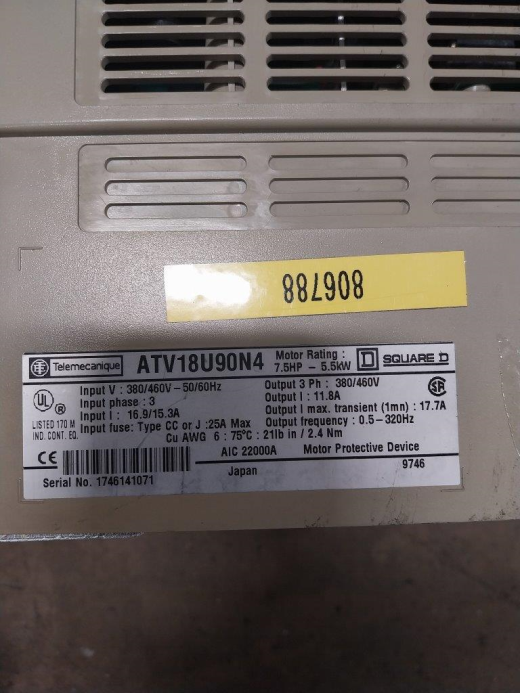 806788
Telemecanique ATV18U90N4 Motor Rating : 7.5HP - 5.5kW SQUARE D
Input V : 380/460V-50/60Hz Output 3 Ph : 380/460V
Input phase : 3 Output I : 11.8A
Input I : 16.9/15.3A Output I max. transient (1mn) : 17.7A
Input fuse: Type CC or J :25A Max Output frequency : 0.5-320Hz
Cu AWG 6 : 75°C : 21lb in / 2.4 Nm
UL ®
LISTED 170 M
IND. CONT. EQ.
SA
CE AIC 22000A Motor Protective Device
Serial No. 1746141071 Japan 9746